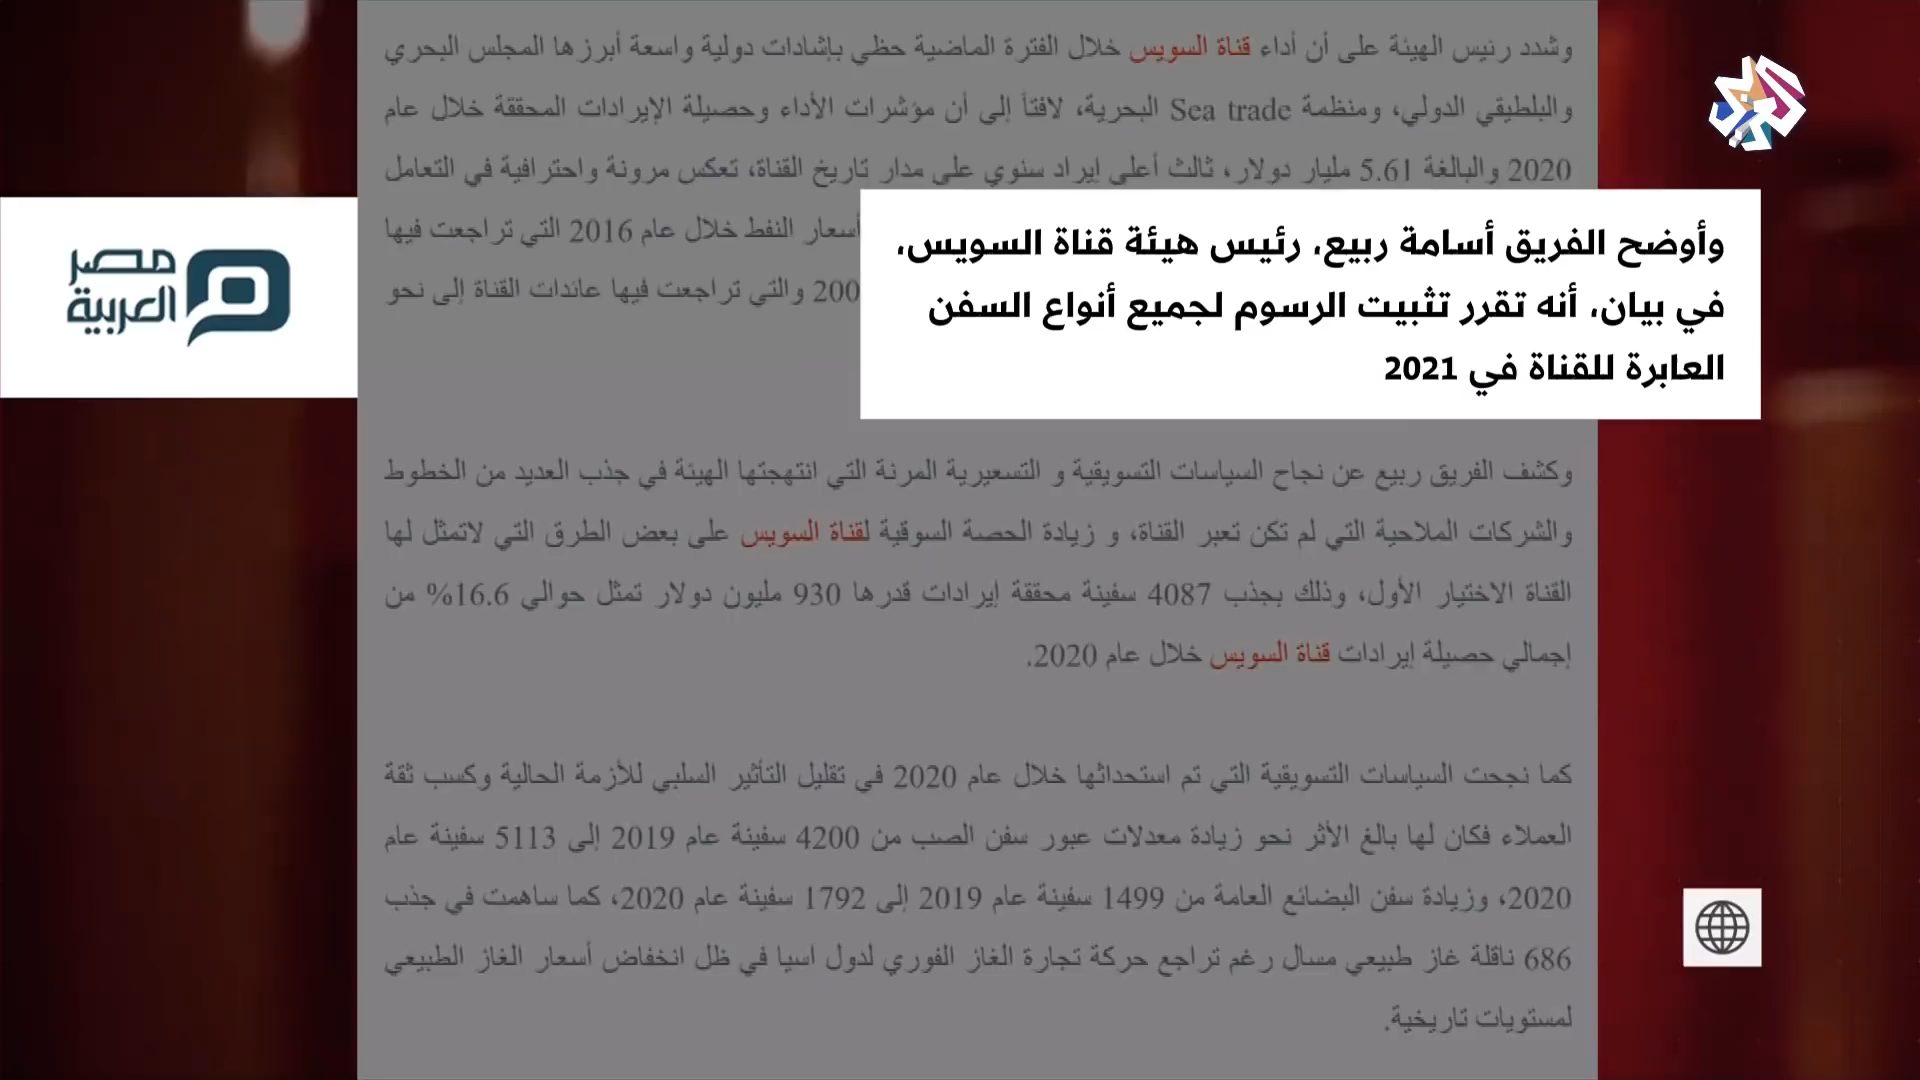 وشدد رئيس الهيئة على أن أداء قناة السويس خلال الفترة الماضية حظي بإشادات دولية واسعة أبرزها المجلس البحري
والبلطيقي الدولي، ومنظمة Sea trade البحرية، لافتاً إلى أن مؤشرات الأداء وحصيلة الإيرادات المحققة خلال عام
2020 والبالغة 5.61 مليار دولار، ثالث أعلى إيراد سنوي على مدار تاريخ القناة، تعكس مرونة واحترافية في التعامل
أسعار النفط خلال عام 2016 التي تراجعت فيها
200 والتي تراجعت فيها عائدات القناة إلى نحو
وأوضح الفريق أسامة ربيع، رئيس هيئة قناة السويس،
في بيان، أنه تقرر تثبيت الرسوم لجميع أنواع السفن
العابرة للقناة في 2021
مصر
العربية
وكشف الفريق ربيع عن نجاح السياسات التسويقية و التسعيرية المرنة التي انتهجتها الهيئة في جذب العديد من الخطوط
والشركات الملاحية التي لم تكن تعبر القناة، و زيادة الحصة السوقية لقناة السويس على بعض الطرق التي لاتمثل لها
القناة الاختيار الأول، وذلك بجذب 4087 سفينة محققة إيرادات قدرها 930 مليون دولار تمثل حوالي 16.6% من
إجمالي حصيلة إيرادات قناة السويس خلال عام 2020.
كما نجحت السياسات التسويقية التي تم استحداثها خلال عام 2020 في تقليل التأثير السلبي للأزمة الحالية وكسب ثقة
العملاء فكان لها بالغ الأثر نحو زيادة معدلات عبور سفن الصب من 4200 سفينة عام 2019 إلى 5113 سفينة عام
2020، وزيادة سفن البضائع العامة من 1499 سفينة عام 2019 إلى 1792 سفينة عام 2020، كما ساهمت في جذب
686 ناقلة غاز طبيعي مسال رغم تراجع حركة تجارة الغاز الفوري لدول اسيا في ظل انخفاض أسعار الغاز الطبيعي
لمستويات تاريخية.